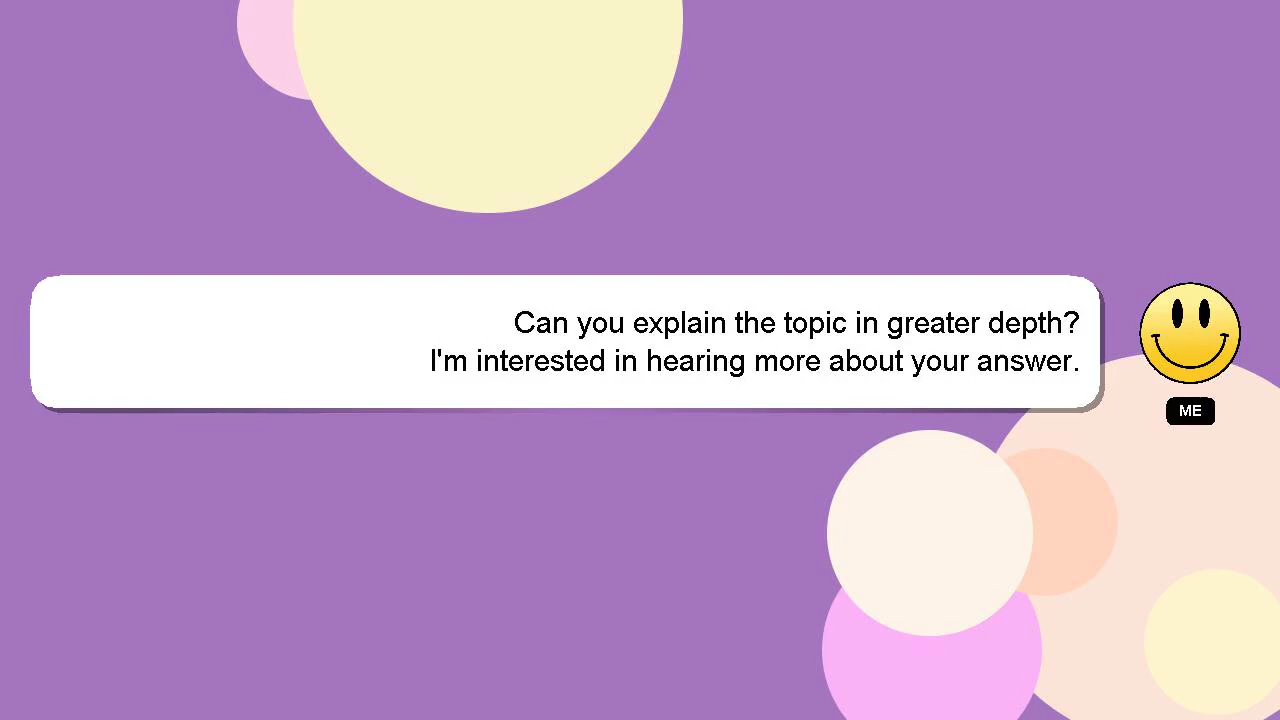 Can you explain the topic in greater depth?
I'm interested in hearing more about your answer.
ME